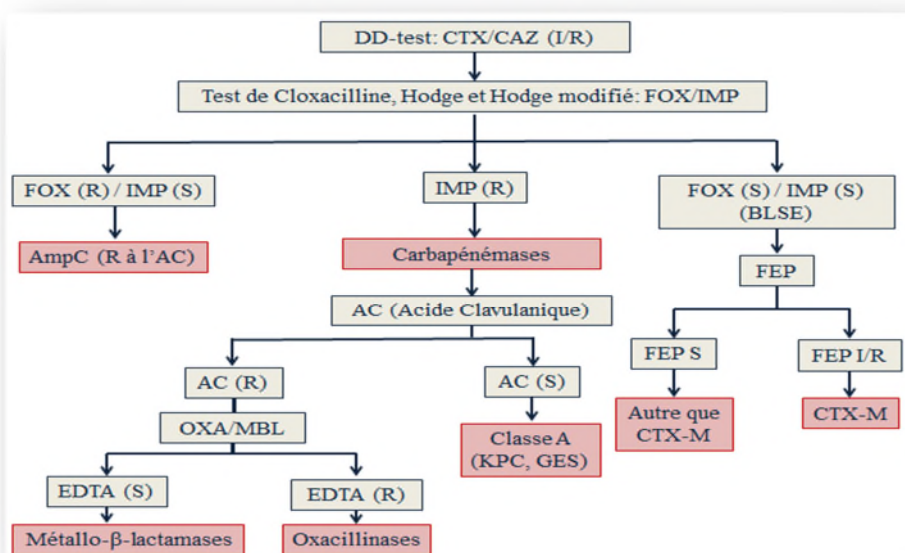 DD-test: CTX/CAZ (I/R)
Test de Cloxacilline, Hodge et Hodge modifié: FOX/IMP
FOX (R) / IMP (S)
IMP (R)
FOX (S) / IMP (S)
(BLSE)
AmpC (R à l'AC)
Carbapénémases
FEP
AC (Acide Clavulanique)
FEP S
FEP I/R
AC (R)
AC (S)
Autre que
CTX-M
CTX-M
OXA/MBL
Classe A
(KPC, GES)
EDTA (S)
EDTA (R)
Métallo-β-lactamases
Oxacillinases